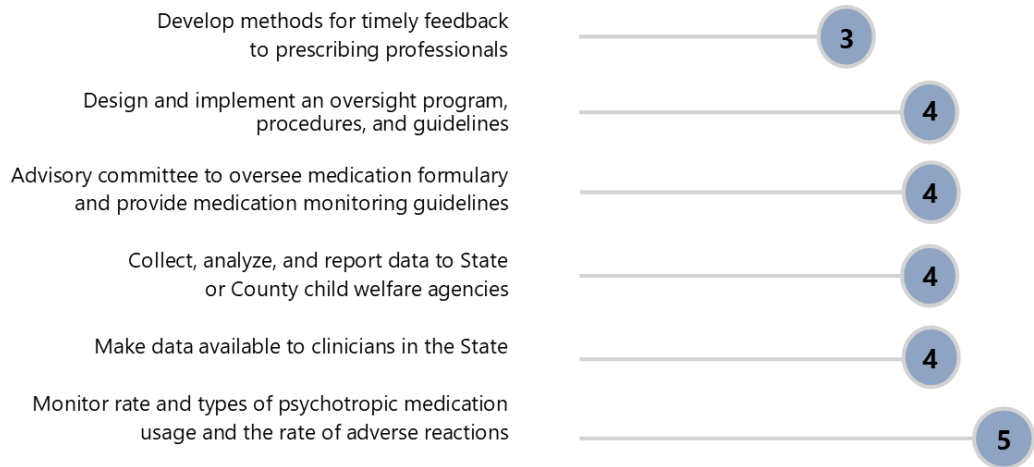 Develop methods for timely feedback
to prescribing professionals
3
Design and implement an oversight program,
procedures, and guidelines
4
Advisory committee to oversee medication formulary
and provide medication monitoring guidelines
4
Collect, analyze, and report data to State
or County child welfare agencies
4
Make data available to clinicians in the State
4
Monitor rate and types of psychotropic medication
usage and the rate of adverse reactions
5